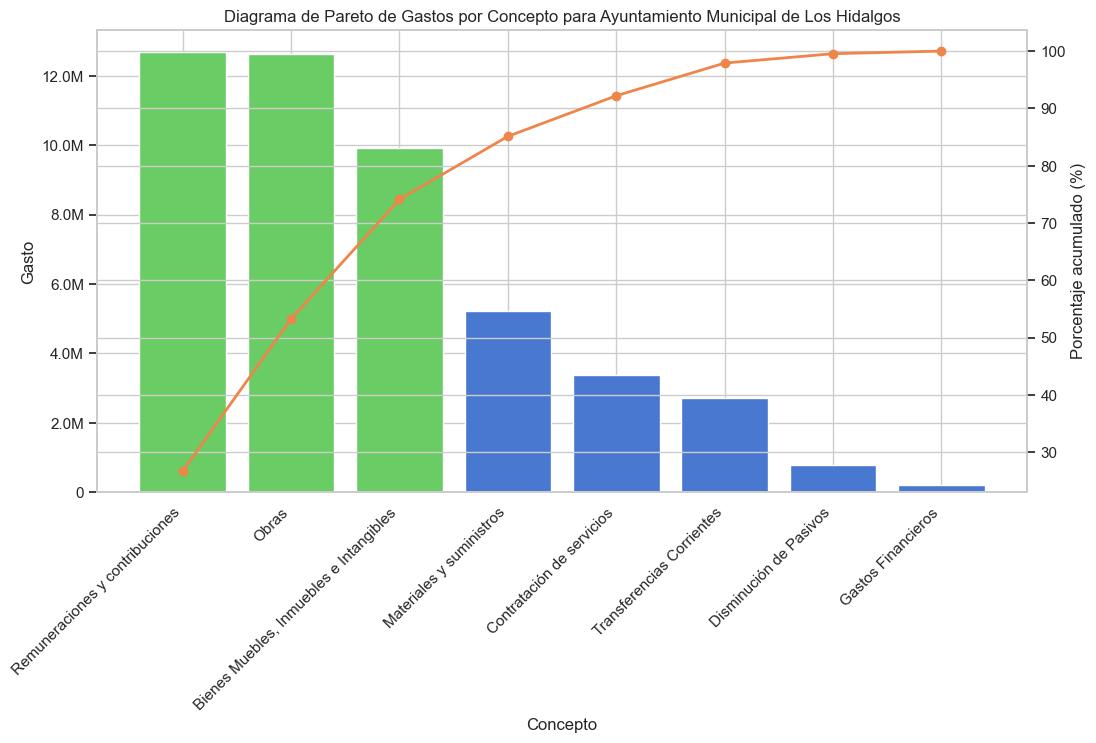 Diagrama de Pareto de Gastos por Concepto para Ayuntamiento Municipal de Los Hidalgos
Gasto
12.0M
10.0M
8.0M
6.0M
4.0M
2.0M
0
100
90
80
70
60
50
40
30
Porcentaje acumulado (%)
Remuneraciones y contribuciones
Obras
Bienes Muebles, Inmuebles e Intangibles
Materiales y suministros
Contratación de servicios
Transferencias Corrientes
Disminución de Pasivos
Gastos Financieros
Concepto